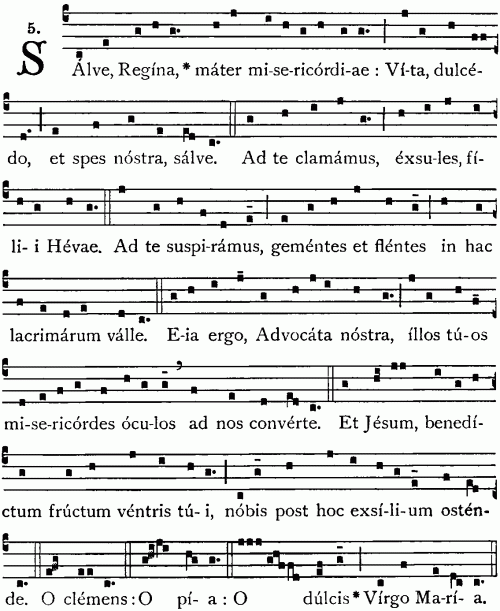 5.
SÁlve, Regína, * máter mi-se-ricórdi-ae : Ví-ta, dulcé-
do, et spes nóstra, sálve. Ad te clamámus, éxsu-les, fí-
li- i Hévae. Ad te suspi-rámus, geméntes et fléntes in hac
lacrimárum válle. E-ia ergo, Advocáta nóstra, íllos tú-os
mi-se-ricórdes ócu-los ad nos convérte. Et Jésum, benedí-
ctum frúctum véntris tú- i, nóbis post hoc exsí-li-um ostén-
de. O clémens : O pí- a : O dúlcis * Vírgo Ma-rí- a.